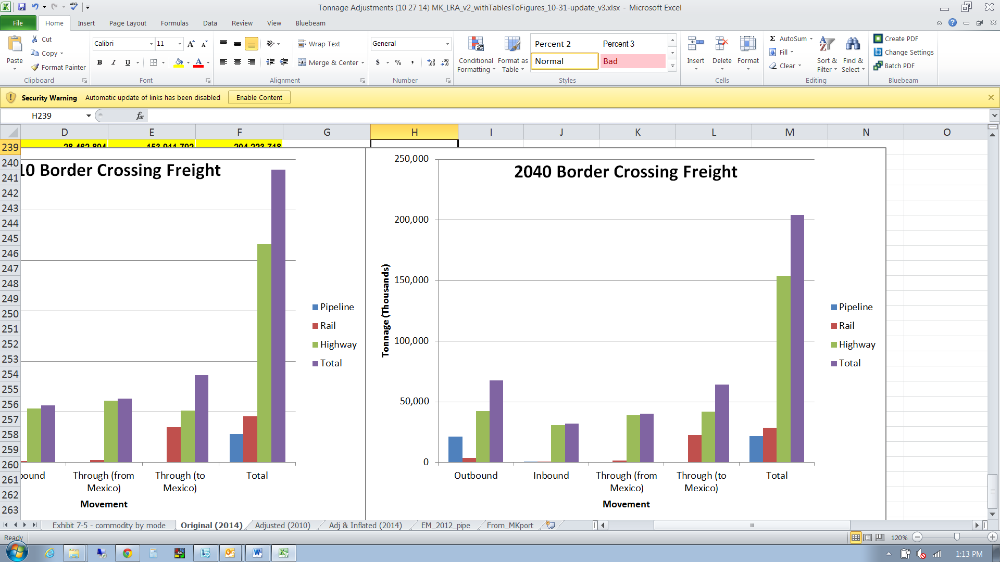 Tonnage Adjustments (10 27 14) MK_LRA_v2_withTablesToFigures_10-31-update_v3.xlsx - Microsoft Excel
File Home Insert Page Layout Formulas Data Review View Bluebeam
Paste
Cut
Copy
Format Painter
Clipboard
Calibri 11
B I U
Font
Wrap Text
Merge & Center
Alignment
General
$ % ,
Number
Conditional Formatting
Format as Table
Percent 2 Percent 3
Normal Bad
Styles
Insert Delete Format
Cells
AutoSum
Fill
Clear
Sort & Filter
Find & Select
Editing
Create PDF
Change Settings
Batch PDF
Bluebeam
Security Warning Automatic update of links has been disabled Enable Content
H239 fx
D E F G H I J K L M N O
239 28,462,894 153,911,792 204,223,718
240
241
242
243
244
245
246
247
248
249
250
251
252
253
254
255
256
257
258
259
260
261
262
263
10 Border Crossing Freight
Pipeline
Rail
Highway
Total
bound
Through (from Mexico)
Through (to Mexico)
Total
Movement
2040 Border Crossing Freight
Tonnage (Thousands)
250,000
200,000
150,000
100,000
50,000
0
Pipeline
Rail
Highway
Total
Outbound
Inbound
Through (from Mexico)
Through (to Mexico)
Total
Movement
Exhibit 7-5 - commodity by mode Original (2014) Adjusted (2010) Adj & Inflated (2014) EM_2012_pipe From_MKport
Ready 120%
1:13 PM